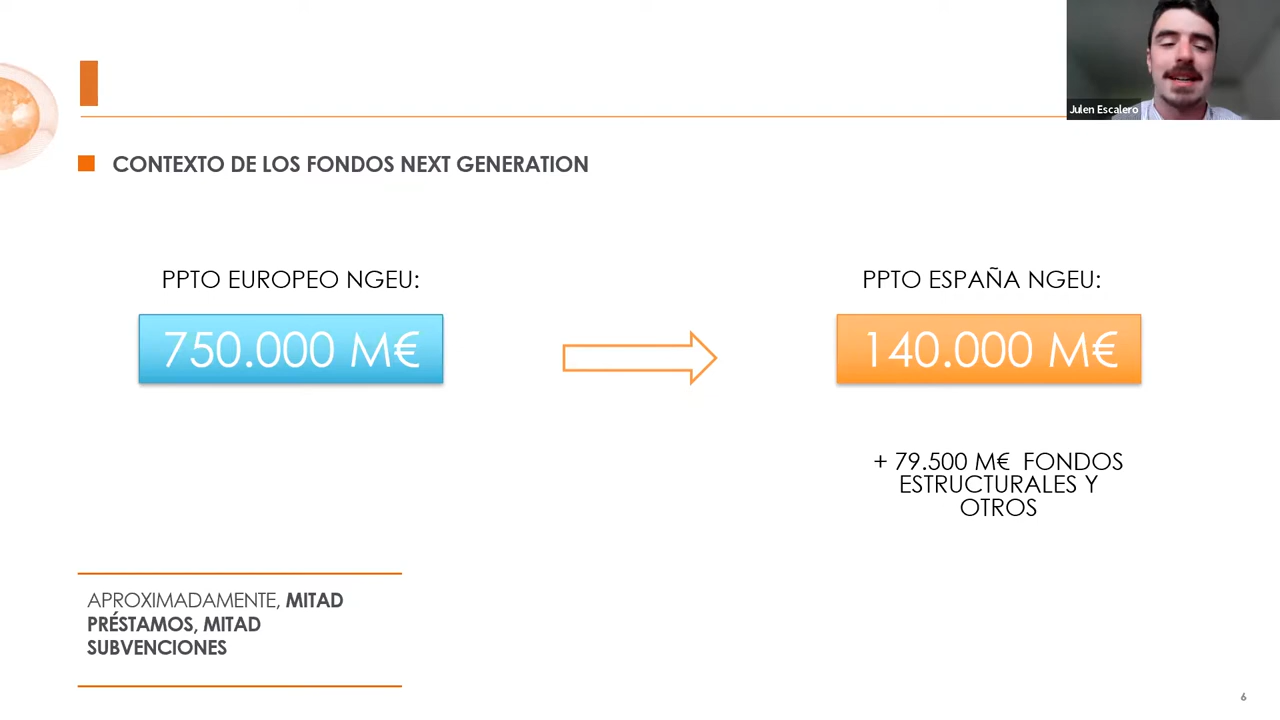 Julen Escalero
CONTEXTO DE LOS FONDOS NEXT GENERATION
PPTO EUROPEO NGEU:
750.000 M€
PPTO ESPAÑA NGEU:
140.000 M€
+ 79.500 M€ FONDOS
ESTRUCTURALES Y
OTROS
APROXIMADAMENTE, MITAD
PRÉSTAMOS, MITAD
SUBVENCIONES
6